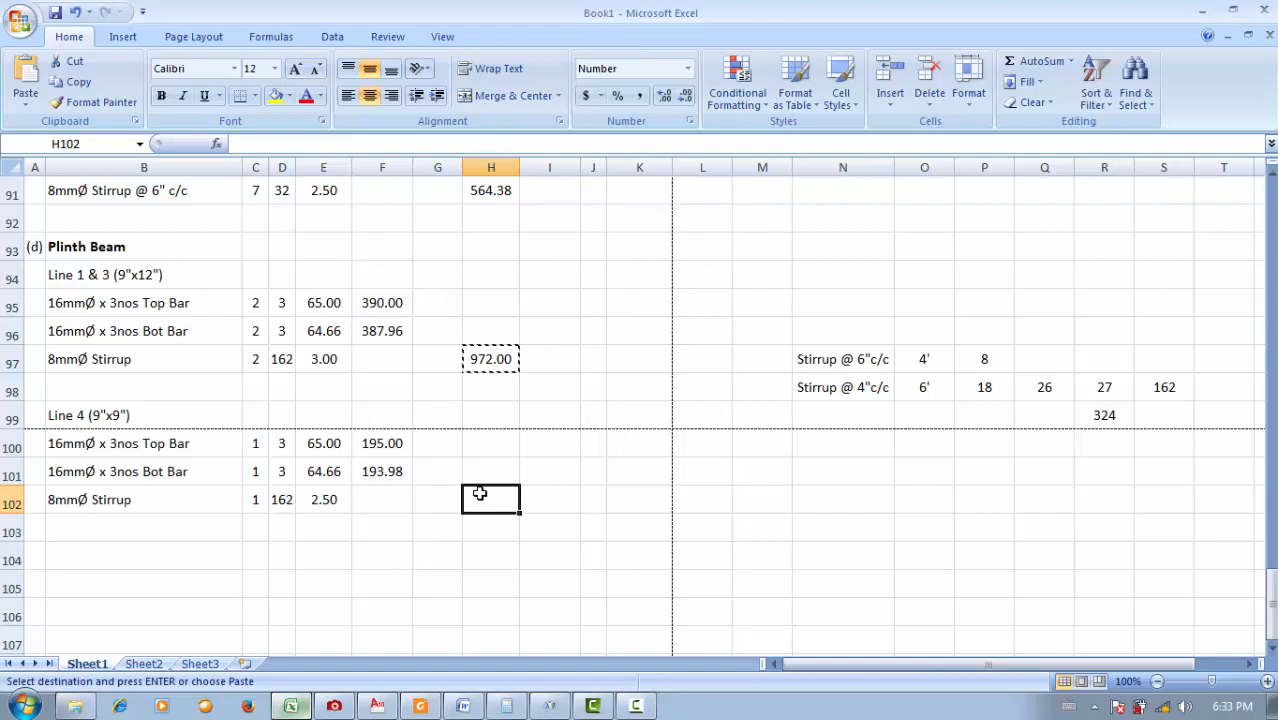 Book1 - Microsoft Excel
Home Insert Page Layout Formulas Data Review View
Paste Cut Copy Format Painter
Clipboard
Calibri 12
B I U A
Font
Wrap Text
Merge & Center
Alignment
Number
$ % ,
Number
Conditional Formatting Format as Table Cell Styles
Styles
Insert Delete Format
Cells
AutoSum Fill Clear Sort & Filter Find & Select
Editing
H102 fx
A B C D E F G H I J K L M N O P Q R S T
91 8mmØ Stirrup @ 6" c/c 7 32 2.50 564.38
92
93 (d) Plinth Beam
94 Line 1 & 3 (9"x12")
95 16mmØ x 3nos Top Bar 2 3 65.00 390.00
96 16mmØ x 3nos Bot Bar 2 3 64.66 387.96
97 8mmØ Stirrup 2 162 3.00 972.00 Stirrup @ 6"c/c 4' 8
98 Stirrup @ 4"c/c 6' 18 26 27 162
99 Line 4 (9"x9") 324
100 16mmØ x 3nos Top Bar 1 3 65.00 195.00
101 16mmØ x 3nos Bot Bar 1 3 64.66 193.98
102 8mmØ Stirrup 1 162 2.50
103
104
105
106
107
Sheet1 Sheet2 Sheet3
Select destination and press ENTER or choose Paste 100%
6:33 PM